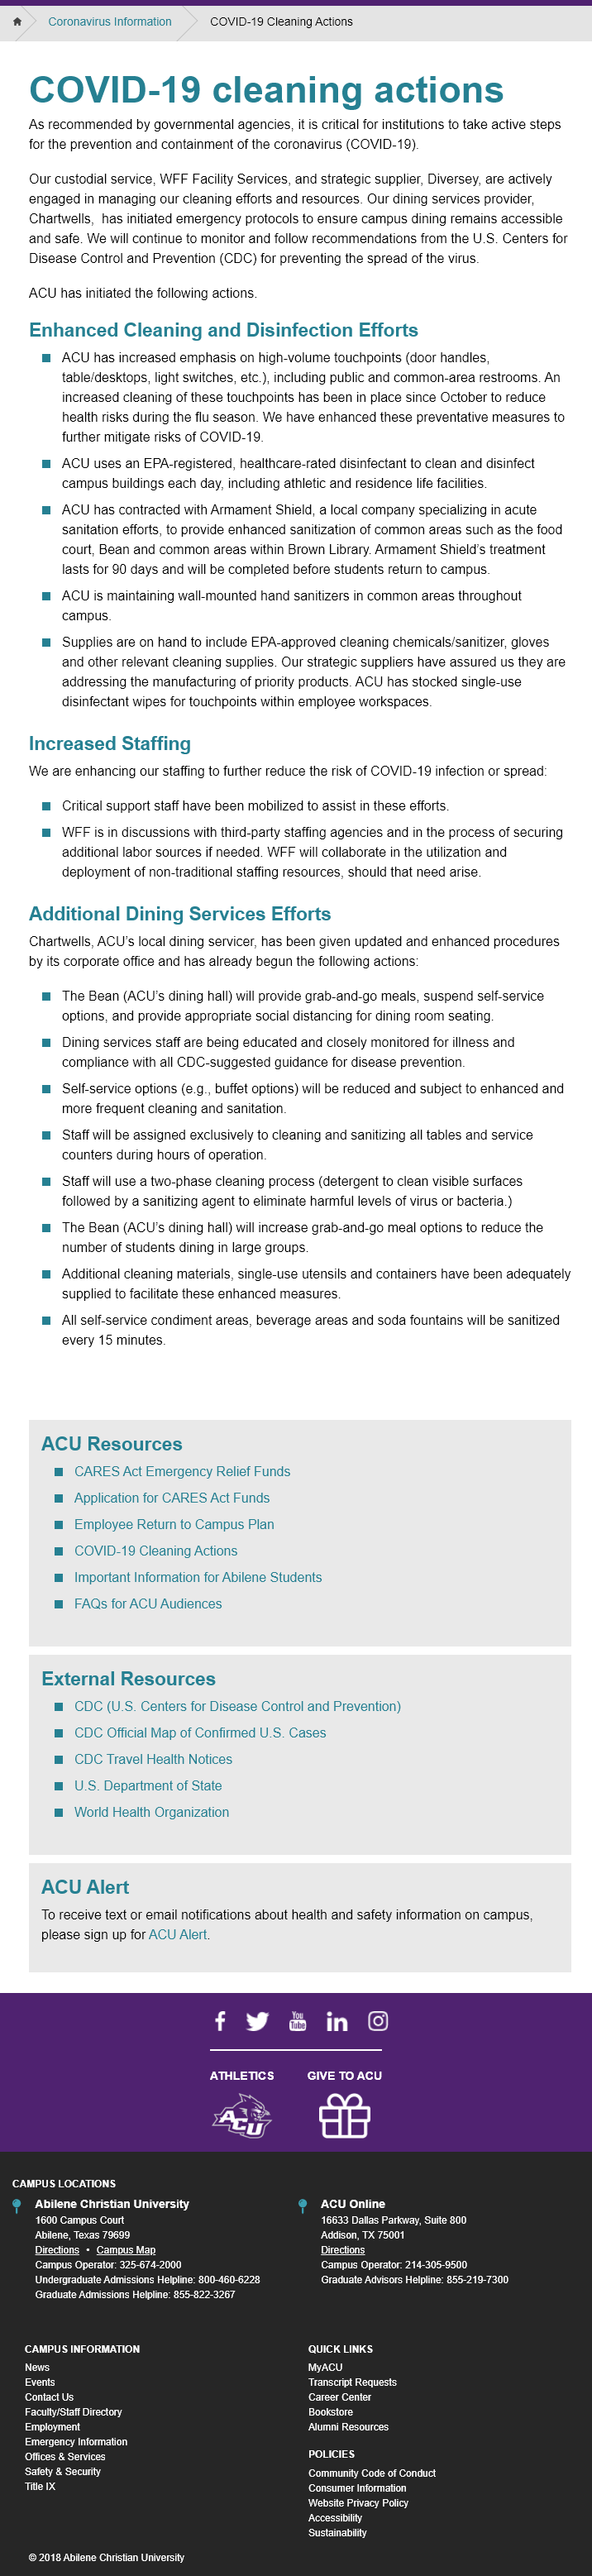 Coronavirus Information
COVID-19 Cleaning Actions
COVID-19 cleaning actions
As recommended by governmental agencies, it is critical for institutions to take active steps
for the prevention and containment of the coronavirus (COVID-19).
Our custodial service, WFF Facility Services, and strategic supplier, Diversey, are actively
engaged in managing our cleaning efforts and resources. Our dining services provider,
Chartwells,  has initiated emergency protocols to ensure campus dining remains accessible
and safe. We will continue to monitor and follow recommendations from the U.S. Centers for
Disease Control and Prevention (CDC) for preventing the spread of the virus.
ACU has initiated the following actions.
Enhanced Cleaning and Disinfection Efforts
ACU has increased emphasis on high-volume touchpoints (door handles,
table/desktops, light switches, etc.), including public and common-area restrooms. An
increased cleaning of these touchpoints has been in place since October to reduce
health risks during the flu season. We have enhanced these preventative measures to
further mitigate risks of COVID-19.
ACU uses an EPA-registered, healthcare-rated disinfectant to clean and disinfect
campus buildings each day, including athletic and residence life facilities.
ACU has contracted with Armament Shield, a local company specializing in acute
sanitation efforts, to provide enhanced sanitization of common areas such as the food
court, Bean and common areas within Brown Library. Armament Shield's treatment
lasts for 90 days and will be completed before students return to campus.
ACU is maintaining wall-mounted hand sanitizers in common areas throughout
campus.
Supplies are on hand to include EPA-approved cleaning chemicals/sanitizer, gloves
and other relevant cleaning supplies. Our strategic suppliers have assured us they are
addressing the manufacturing of priority products. ACU has stocked single-use
disinfectant wipes for touchpoints within employee workspaces.
Increased Staffing
We are enhancing our staffing to further reduce the risk of COVID-19 infection or spread:
Critical support staff have been mobilized to assist in these efforts.
WFF is in discussions with third-party staffing agencies and in the process of securing
additional labor sources if needed. WFF will collaborate in the utilization and
deployment of non-traditional staffing resources, should that need arise.
Additional Dining Services Efforts
Chartwells, ACU's local dining servicer, has been given updated and enhanced procedures
by its corporate office and has already begun the following actions:
The Bean (ACU's dining hall) will provide grab-and-go meals, suspend self-service
options, and provide appropriate social distancing for dining room seating.
Dining services staff are being educated and closely monitored for illness and
compliance with all CDC-suggested guidance for disease prevention.
Self-service options (e.g., buffet options) will be reduced and subject to enhanced and
more frequent cleaning and sanitation.
Staff will be assigned exclusively to cleaning and sanitizing all tables and service
counters during hours of operation.
Staff will use a two-phase cleaning process (detergent to clean visible surfaces
followed by a sanitizing agent to eliminate harmful levels of virus or bacteria.)
The Bean (ACU's dining hall) will increase grab-and-go meal options to reduce the
number of students dining in large groups.
Additional cleaning materials, single-use utensils and containers have been adequately
supplied to facilitate these enhanced measures.
All self-service condiment areas, beverage areas and soda fountains will be sanitized
every 15 minutes.
ACU Resources
CARES Act Emergency Relief Funds
Application for CARES Act Funds
Employee Return to Campus Plan
COVID-19 Cleaning Actions
Important Information for Abilene Students
FAQs for ACU Audiences
External Resources
CDC (U.S. Centers for Disease Control and Prevention)
CDC Official Map of Confirmed U.S. Cases
CDC Travel Health Notices
U.S. Department of State
World Health Organization
ACU Alert
To receive text or email notifications about health and safety information on campus,
please sign up for ACU Alert.
You Tube
ATHLETICS
GIVE TO ACU
ACU
CAMPUS LOCATIONS
Abilene Christian University
1600 Campus Court
Abilene, Texas 79699
Directions • Campus Map
Campus Operator: 325-674-2000
Undergraduate Admissions Helpline: 800-460-6228
Graduate Admissions Helpline: 855-822-3267
ACU Online
16633 Dallas Parkway, Suite 800
Addison, TX 75001
Directions
Campus Operator: 214-305-9500
Graduate Advisors Helpline: 855-219-7300
CAMPUS INFORMATION
News
Events
Contact Us
Faculty/Staff Directory
Employment
Emergency Information
Offices & Services
Safety & Security
Title IX
QUICK LINKS
MyACU
Transcript Requests
Career Center
Bookstore
Alumni Resources
POLICIES
Community Code of Conduct
Consumer Information
Website Privacy Policy
Accessibility
Sustainability
© 2018 Abilene Christian University